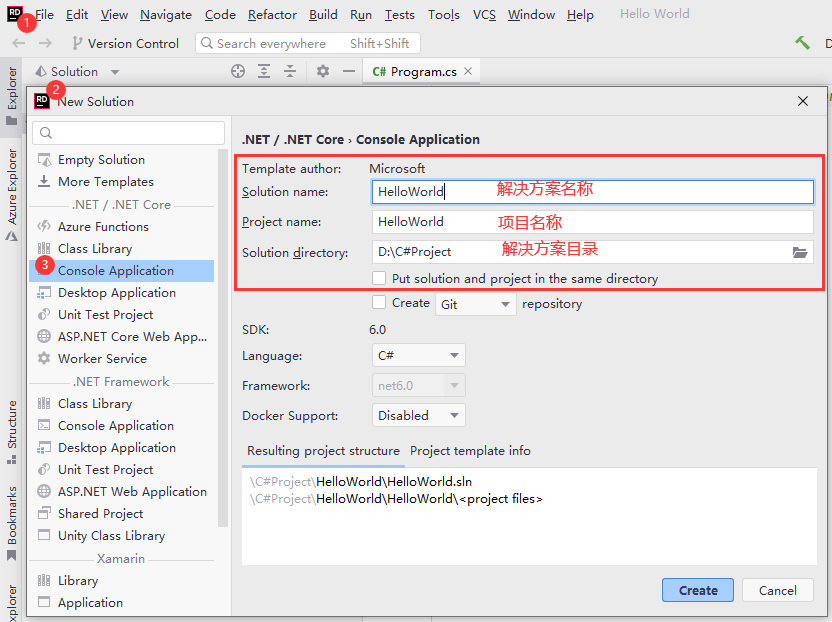 RD File Edit View Navigate Code Refactor Build Run Tests Tools VCS Window Help Hello World
1
Version Control Search everywhere Shift+Shift
Explorer
Solution
C# Program.cs
2
RD New Solution
.NET / .NET Core › Console Application
Empty Solution
More Templates
.NET / .NET Core
Azure Functions
Class Library
3
Console Application
Desktop Application
Unit Test Project
ASP.NET Core Web App...
Worker Service
.NET Framework
Class Library
Console Application
Desktop Application
Unit Test Project
ASP.NET Web Application
Shared Project
Unity Class Library
Xamarin
Library
Application
Template author: Microsoft
Solution name: HelloWorld 解决方案名称
Project name: HelloWorld 项目名称
Solution directory: D:\C#Project 解决方案目录
Put solution and project in the same directory
Create Git repository
SDK: 6.0
Language: C#
Framework: net6.0
Docker Support: Disabled
Resulting project structure Project template info
\C#Project\HelloWorld\HelloWorld.sln
\C#Project\HelloWorld\HelloWorld\<project files>
Create Cancel
Azure Explorer
Structure
Bookmarks